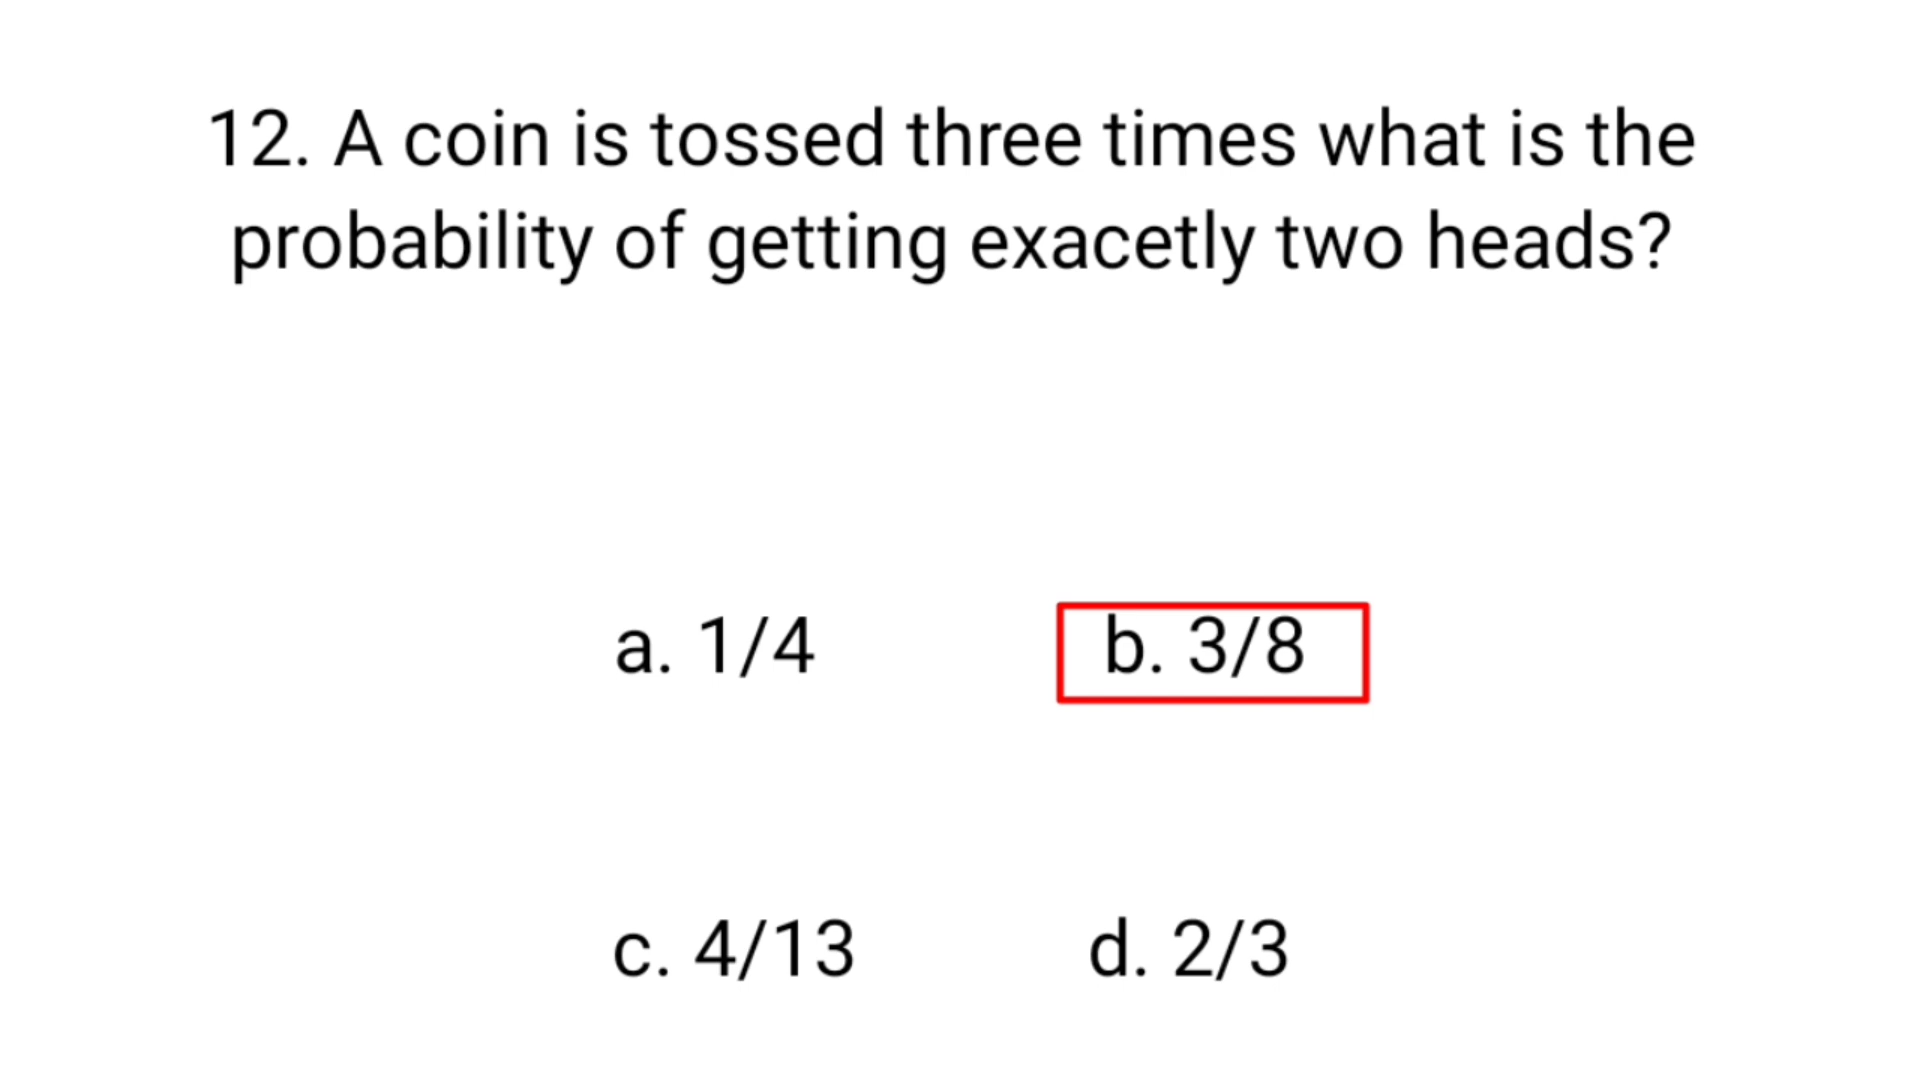 12. A coin is tossed three times what is the
probability of getting exacetly two heads?
a. 1/4
b. 3/8
c. 4/13
d. 2/3